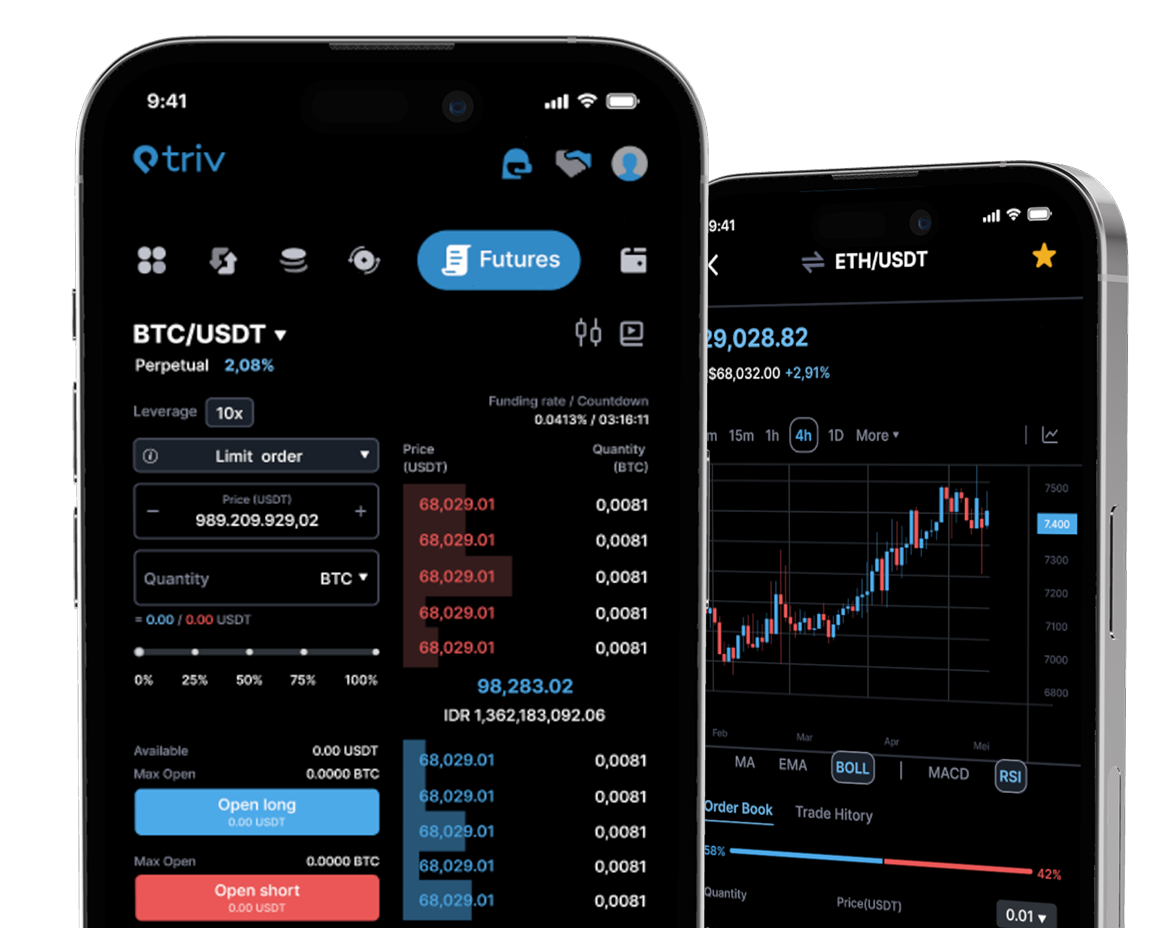 9:41
triv
Futures
BTC/USDT
Perpetual 2,08%
Leverage 10x
Funding rate / Countdown
0.0413% / 03:16:11
Limit order
Price (USDT)
989.209.929,02
Quantity BTC
= 0.00 / 0.00 USDT
0% 25% 50% 75% 100%
Available 0.00 USDT
Max Open 0.0000 BTC
Open long
0.00 USDT
Max Open 0.0000 BTC
Open short
0.00 USDT
Price Quantity
(USDT) (BTC)
68,029.01 0,0081
68,029.01 0,0081
68,029.01 0,0081
68,029.01 0,0081
68,029.01 0,0081
98,283.02
IDR 1,362,183,092.06
68,029.01 0,0081
68,029.01 0,0081
68,029.01 0,0081
68,029.01 0,0081
68,029.01 0,0081
9:41
ETH/USDT
29,028.82
$68,032.00 +2,91%
m 15m 1h 4h 1D More
7500
7.400
7300
7200
7100
7000
6800
Feb Mar Apr Mei
MA EMA BOLL | MACD RSI
Order Book Trade Hitory
58% 42%
Quantity Price(USDT) 0.01